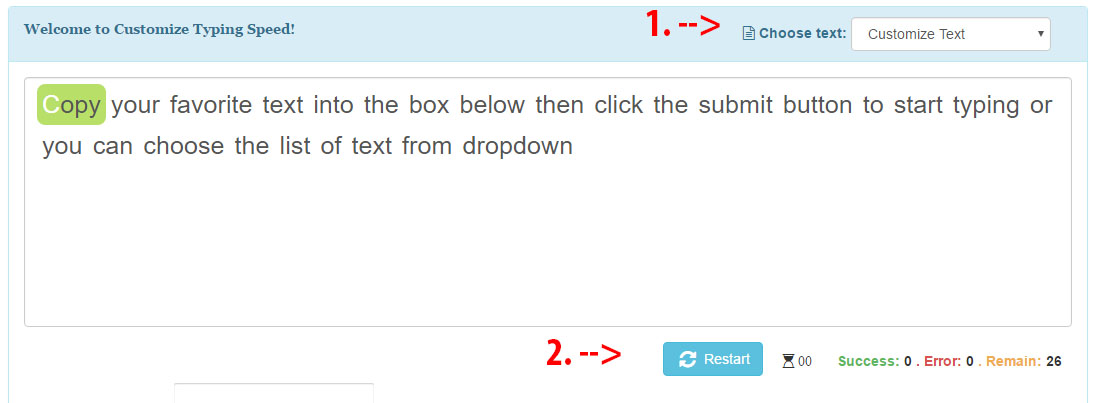 Welcome to Customize Typing Speed!
1. --> Choose text: Customize Text
Copy your favorite text into the box below then click the submit button to start typing or
you can choose the list of text from dropdown
2. --> Restart 00 Success: 0 . Error: 0 . Remain: 26